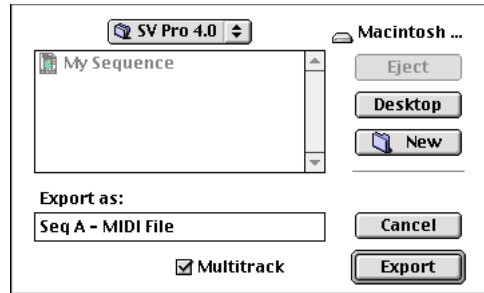 SV Pro 4.0
Macintosh ...
My Sequence
Eject
Desktop
New
Export as:
Seq A - MIDI File
Cancel
Multitrack
Export